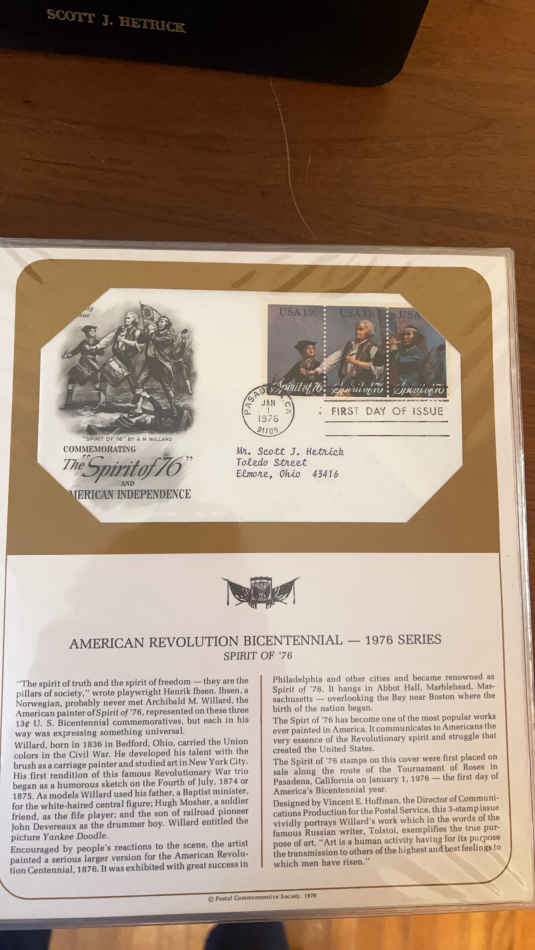 SCOTT J. HETRICK
USA 13c
USA 13c
USA
Spirit of 76
Spirit of 76
Spirit of 76
PASADENA, CA
JAN
1
1976
91109
FIRST DAY OF ISSUE
"SPIRIT OF '76" BY A M WILLARD
COMMEMORATING
The "Spirit of '76"
AND
AMERICAN INDEPENDENCE
Mr. Scott J. Hetrick
Toledo Street
Elmore, Ohio 43416
AMERICAN REVOLUTION BICENTENNIAL — 1976 SERIES
SPIRIT OF '76
"The spirit of truth and the spirit of freedom — they are the
pillars of society," wrote playwright Henrik Ibsen. Ibsen, a
Norwegian, probably never met Archibald M. Willard, the
American painter of Spirit of '76, represented on these three
13¢ U. S. Bicentennial commemoratives, but each in his
way was expressing something universal.
Willard, born in 1836 in Bedford, Ohio, carried the Union
colors in the Civil War. He developed his talent with the
brush as a carriage painter and studied art in New York City.
His first rendition of this famous Revolutionary War trio
began as a humorous sketch on the Fourth of July, 1874 or
1875. As models Willard used his father, a Baptist minister,
for the white-haired central figure; Hugh Mosher, a soldier
friend, as the fife player; and the son of railroad pioneer
John Devereaux as the drummer boy. Willard entitled the
picture Yankee Doodle.
Encouraged by people's reactions to the scene, the artist
painted a serious larger version for the American Revolu-
tion Centennial, 1876. It was exhibited with great success in
Philadelphia and other cities and became renowned as
Spirit of '76. It hangs in Abbot Hall, Marblehead, Mas-
sachusetts — overlooking the Bay near Boston where the
birth of the nation began.
The Spirit of '76 has become one of the most popular works
ever painted in America. It communicates to Americans the
very essence of the Revolutionary spirit and struggle that
created the United States.
The Spirit of '76 stamps on this cover were first placed on
sale along the route of the Tournament of Roses in
Pasadena, California on January 1, 1976 — the first day of
America's Bicentennial year.
Designed by Vincent E. Hoffman, the Director of Communi-
cations Production for the Postal Service, this 3-stamp issue
vividly portrays Willard's work which in the words of the
famous Russian writer, Tolstoi, exemplifies the true pur-
pose of art. "Art is a human activity having for its purpose
the transmission to others of the highest and best feelings to
which men have risen."
© Postal Commemorative Society, 1976